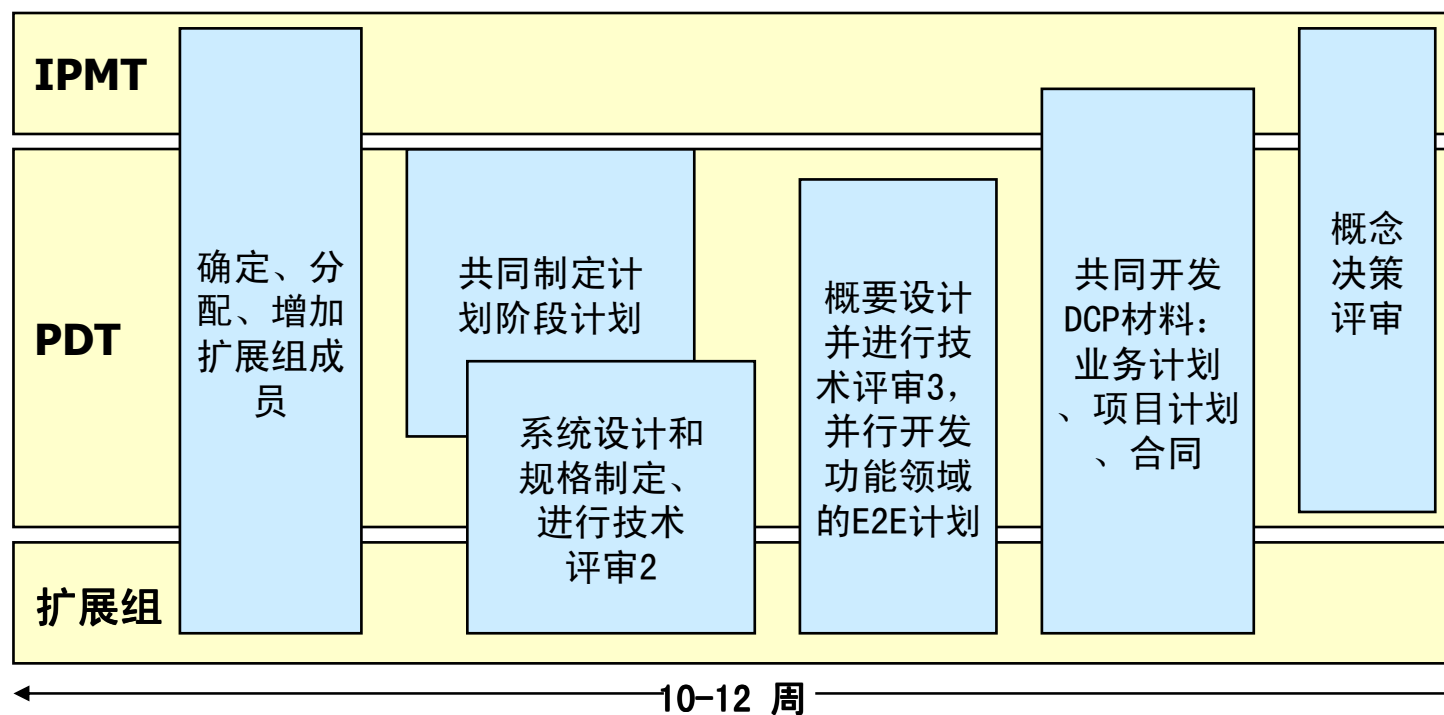 IPMT
确定、分
配、增加
扩展组成
员
PDT
共同制定计
划阶段计划
系统设计和
规格制定、
进行技术
评审2
概要设计
并进行技
术评审3，
并行开发
功能领域
的E2E计划
共同开发
DCP材料：
业务计划
、项目计划
、合同
概念
决策
评审
扩展组
10-12 周